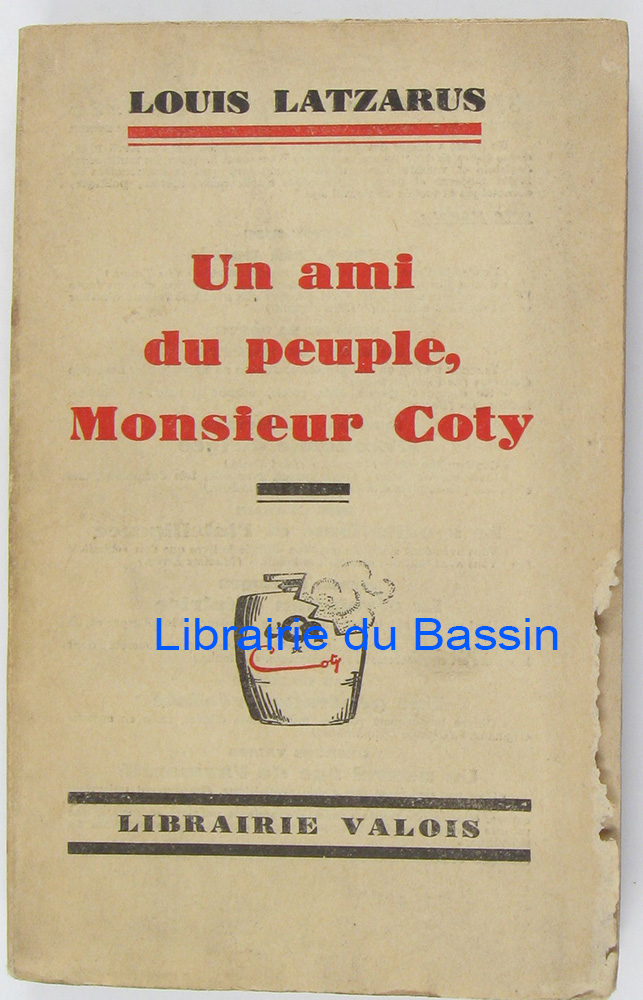 LOUIS LATZARUS
Un ami
du peuple,
Monsieur Coty
Librairie du Bassin
Coty
LIBRAIRIE VALOIS